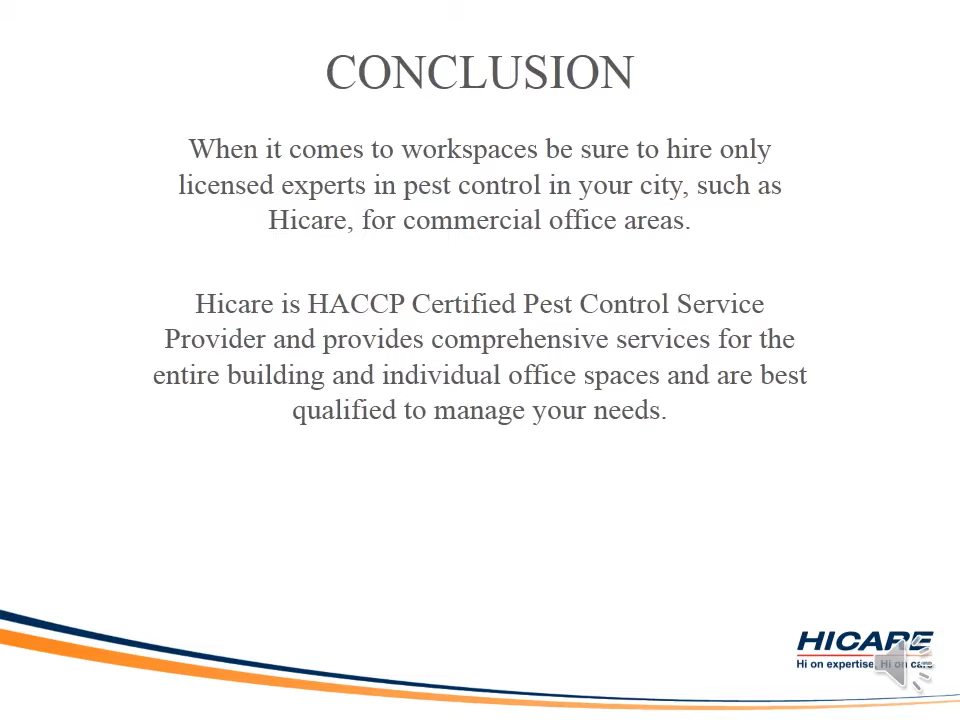 CONCLUSION
When it comes to workspaces be sure to hire only
licensed experts in pest control in your city, such as
Hicare, for commercial office areas.
Hicare is HACCP Certified Pest Control Service
Provider and provides comprehensive services for the
entire building and individual office spaces and are best
qualified to manage your needs.
HICARE
Hi on expertise, Hi on care